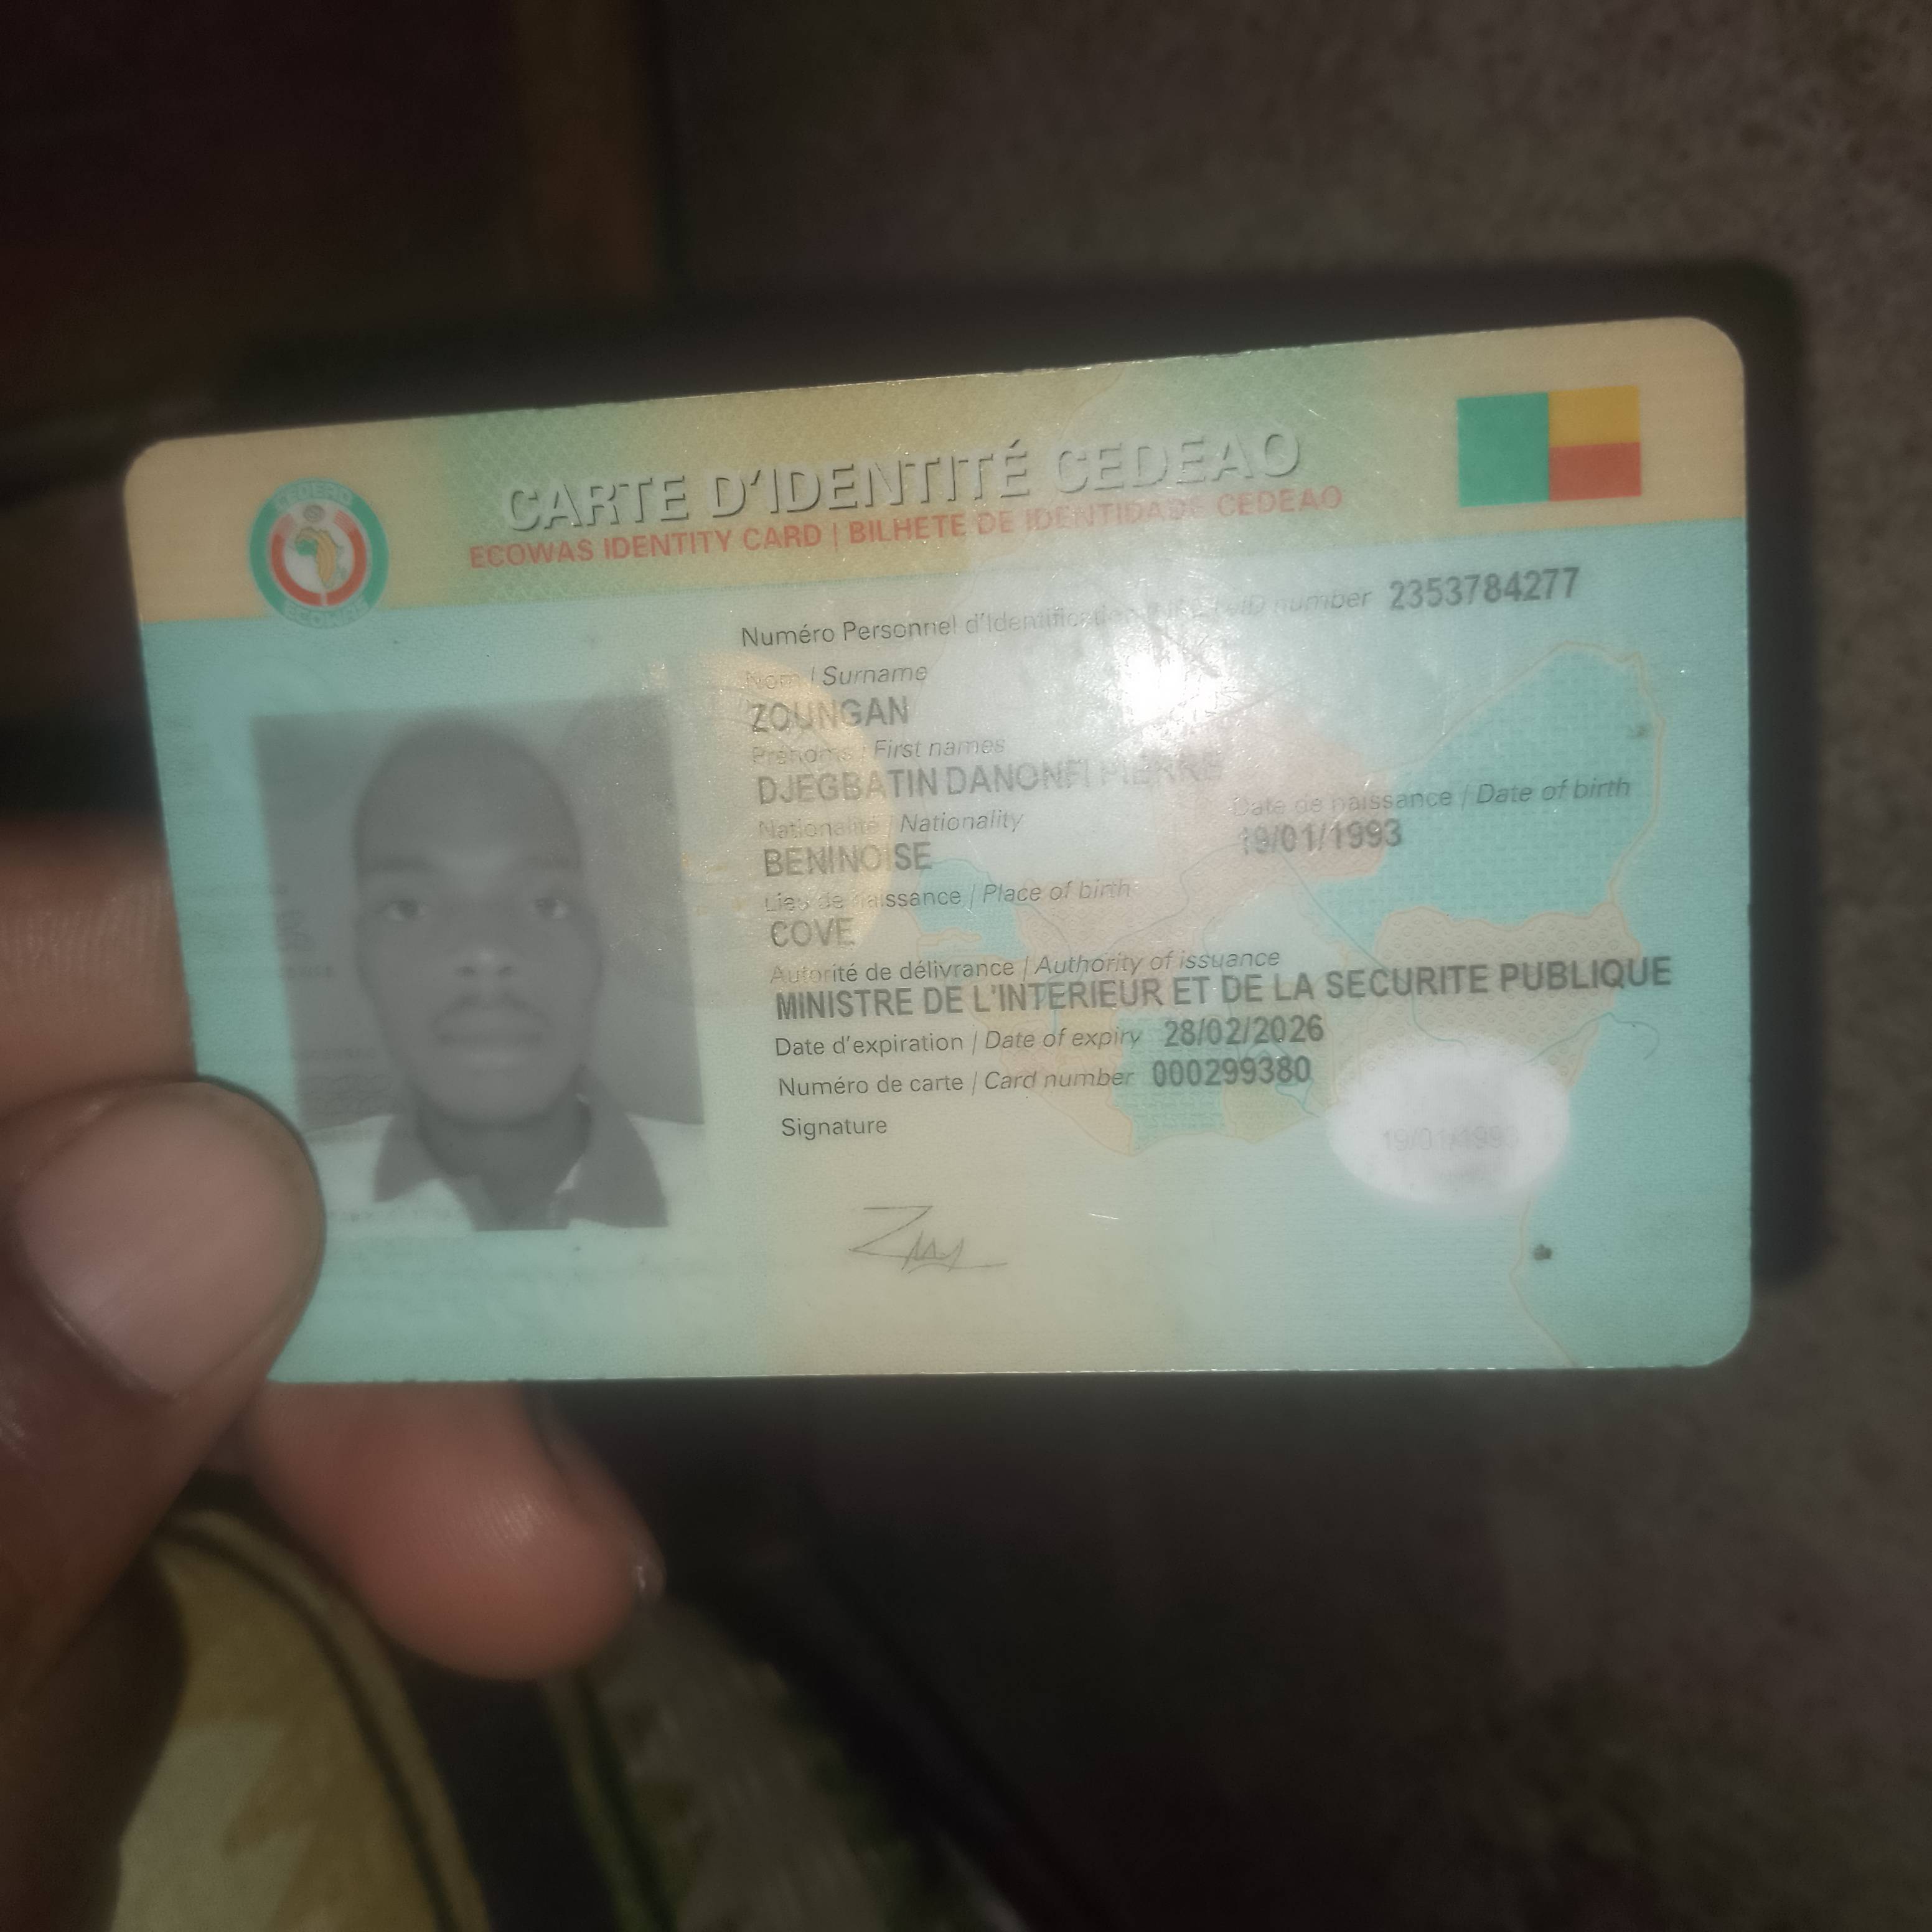 CARTE D'IDENTITÉ CEDEAO
ECOWAS IDENTITY CARD | BILHETE DE IDENTIDADE CEDEAO
CEDEAO
ECOWAS
Numéro Personnel d'Identification ID number 2353784277
Nom / Surname
ZOUNGAN
Prénoms / First names
DJEGBATIN DANONFI PIERRE
Nationalité / Nationality
BENINOISE
Date de naissance / Date of birth
19/01/1993
Lieu de naissance / Place of birth
COVE
Autorité de délivrance / Authority of issuance
MINISTRE DE L'INTERIEUR ET DE LA SECURITE PUBLIQUE
Date d'expiration / Date of expiry 28/02/2026
Numéro de carte / Card number 000299380
Signature
19/01/1993